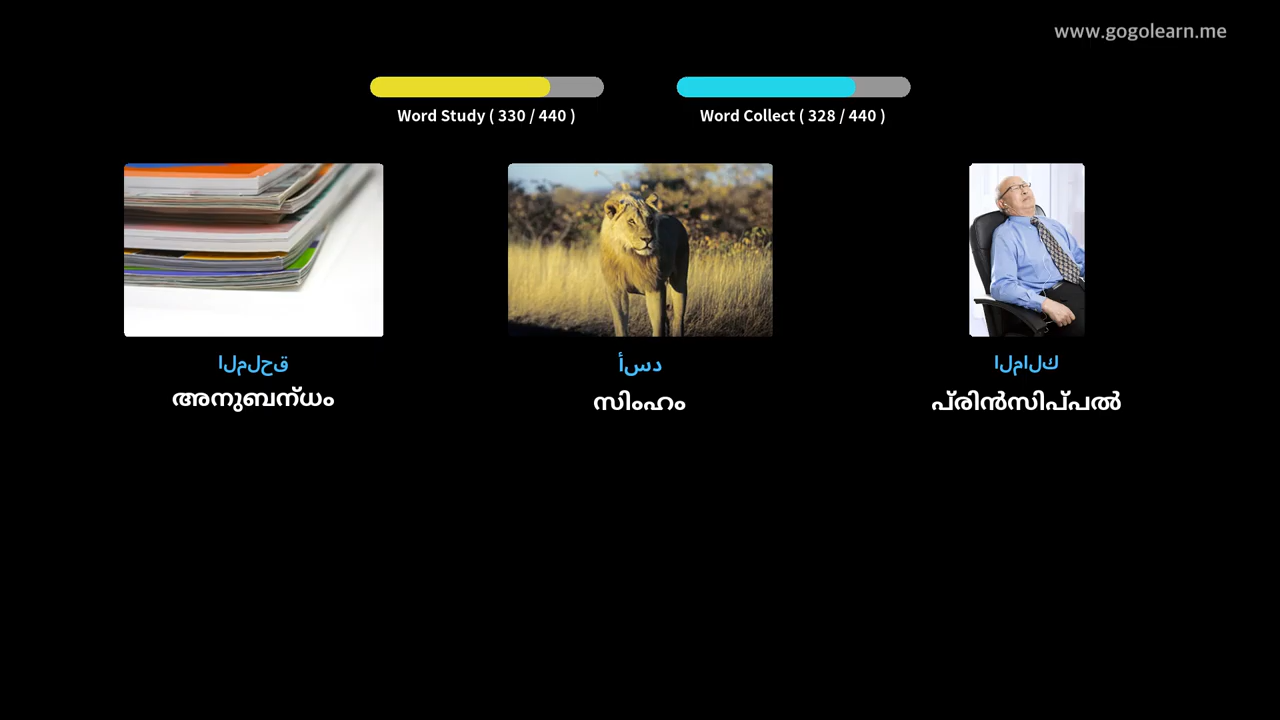 www.gogolearn.me
Word Study ( 330 / 440 )
Word Collect ( 328 / 440 )
الملحق
അനുബന്ധം
أسد
സിംഹം
المالك
പ്രിൻസിപ്പൽ